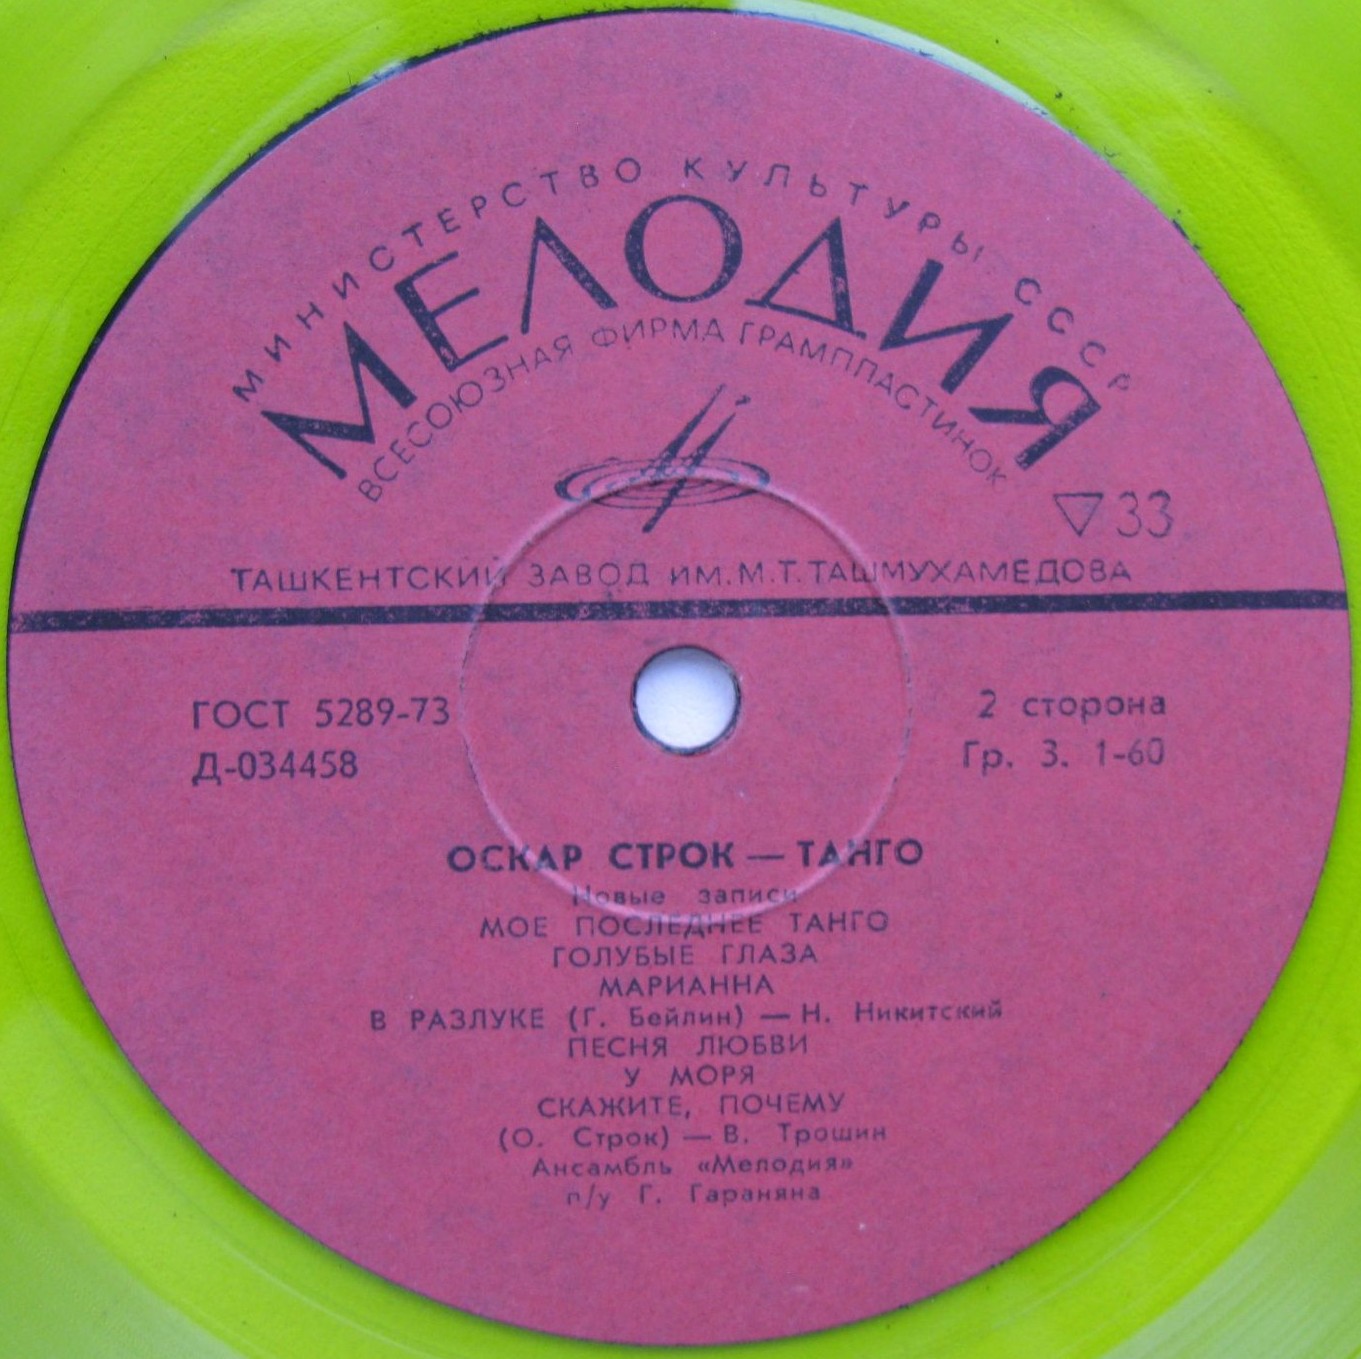 МИНИСТЕРСТВО КУЛЬТУРЫ СССР
МЕЛОДИЯ
ВСЕСОЮЗНАЯ ФИРМА ГРАМПЛАСТИНОК
33
ТАШКЕНТСКИЙ ЗАВОД ИМ. М. Т. ТАШМУХАМЕДОВА
ГОСТ 5289-73
Д-034458
2 сторона
Гр. 3. 1-60
ОСКАР СТРОК — ТАНГО
Новые записи
МОЕ ПОСЛЕДНЕЕ ТАНГО
ГОЛУБЫЕ ГЛАЗА
МАРИАННА
В РАЗЛУКЕ (Г. Бейлин) — Н. Никитский
ПЕСНЯ ЛЮБВИ
У МОРЯ
СКАЖИТЕ, ПОЧЕМУ
(О. Строк) — В. Трошин
Ансамбль «Мелодия»
п/у Г. Гараняна